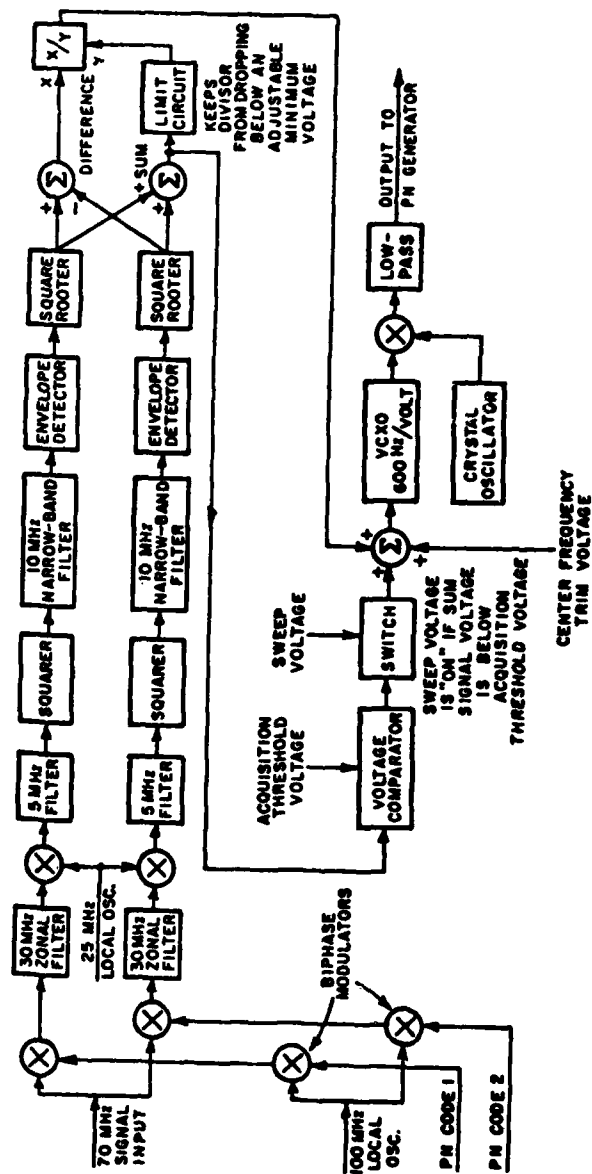 70 MHz
SIGNAL
INPUT
100 MHz
LOCAL
OSC.
PN CODE 1
PN CODE 2
BIPHASE
MODULATORS
30 MHz
ZONAL
FILTER
30 MHz
ZONAL
FILTER
25 MHz
LOCAL OSC.
5 MHz
FILTER
5 MHz
FILTER
SQUARER
SQUARER
10 MHz
NARROW-BAND
FILTER
10 MHz
NARROW-BAND
FILTER
ENVELOPE
DETECTOR
ENVELOPE
DETECTOR
SQUARE
ROOTER
SQUARE
ROOTER
+
-
Σ
DIFFERENCE
+
+
Σ
SUM
X
X/Y
Y
LIMIT
CIRCUIT
KEEPS
DIVISOR
FROM DROPPING
BELOW AN
ADJUSTABLE
MINIMUM
VOLTAGE
ACQUISITION
THRESHOLD
VOLTAGE
VOLTAGE
COMPARATOR
SWEEP
VOLTAGE
SWITCH
SWEEP VOLTAGE
IS "ON" IF SUM
SIGNAL VOLTAGE
IS BELOW
ACQUISITION
THRESHOLD VOLTAGE
+
+
+
Σ
CENTER FREQUENCY
TRIM VOLTAGE
VCXO
600 Hz/VOLT
CRYSTAL
OSCILLATOR
LOW-
PASS
OUTPUT TO
PN GENERATOR